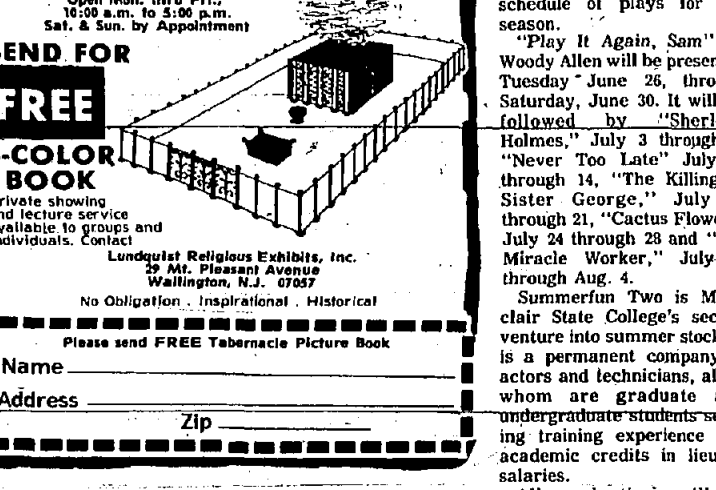 Open Mon. thru Fri.,
10:00 a.m. to 5:00 p.m.
Sat. & Sun. by Appointment
END FOR
FREE
-COLOR
BOOK
rivate showing
nd lecture service
vailable to groups and
dividuals. Contact
Lundquist Religious Exhibits, Inc.
29 Mt. Pleasant Avenue
Wallington, N.J. 07057
No Obligation . Inspirational . Historical
Please send FREE Tabernacle Picture Book
Name
Address
Zip
schedule of plays for
season.
"Play It Again, Sam"
Woody Allen will be presen
Tuesday June 26, thro
Saturday, June 30. It will
followed by "Sherl
Holmes," July 3 through
"Never Too Late" July
through 14, "The Killing
Sister George," July
through 21, "Cactus Flowe
July 24 through 28 and "
Miracle Worker," July
through Aug. 4.
Summerfun Two is M
clair State College's sec
venture into summer stock
is a permanent company
actors and technicians, al
whom are graduate a
undergraduate students se
ing training experience
academic credits in lieu
salaries.